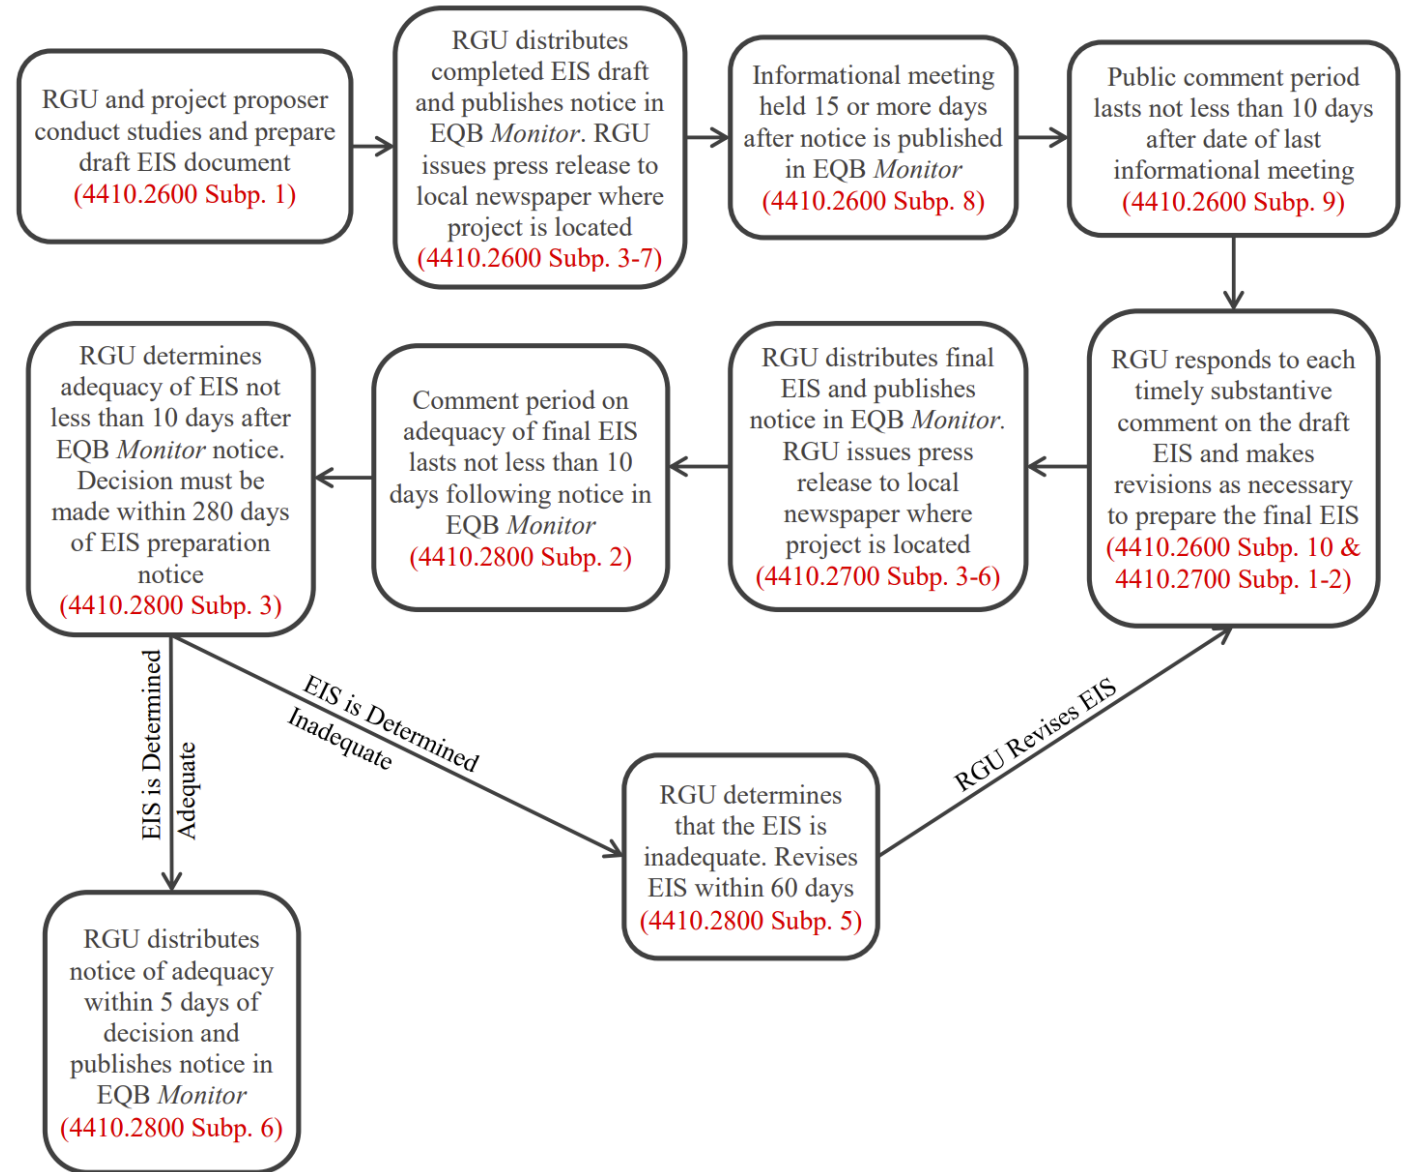 RGU and project proposer
conduct studies and prepare
draft EIS document
(4410.2600 Subp. 1)
RGU distributes
completed EIS draft
and publishes notice in
EQB Monitor. RGU
issues press release to
local newspaper where
project is located
(4410.2600 Subp. 3-7)
Informational meeting
held 15 or more days
after notice is published
in EQB Monitor
(4410.2600 Subp. 8)
Public comment period
lasts not less than 10 days
after date of last
informational meeting
(4410.2600 Subp. 9)
RGU responds to each
timely substantive
comment on the draft
EIS and makes
revisions as necessary
to prepare the final EIS
(4410.2600 Subp. 10 &
4410.2700 Subp. 1-2)
RGU distributes final
EIS and publishes
notice in EQB Monitor.
RGU issues press
release to local
newspaper where
project is located
(4410.2700 Subp. 3-6)
Comment period on
adequacy of final EIS
lasts not less than 10
days following notice in
EQB Monitor
(4410.2800 Subp. 2)
RGU determines
adequacy of EIS not
less than 10 days after
EQB Monitor notice.
Decision must be
made within 280 days
of EIS preparation
notice
(4410.2800 Subp. 3)
EIS is Determined
Adequate
EIS is Determined
Inadequate
RGU determines
that the EIS is
inadequate. Revises
EIS within 60 days
(4410.2800 Subp. 5)
RGU Revises EIS
RGU distributes
notice of adequacy
within 5 days of
decision and
publishes notice in
EQB Monitor
(4410.2800 Subp. 6)